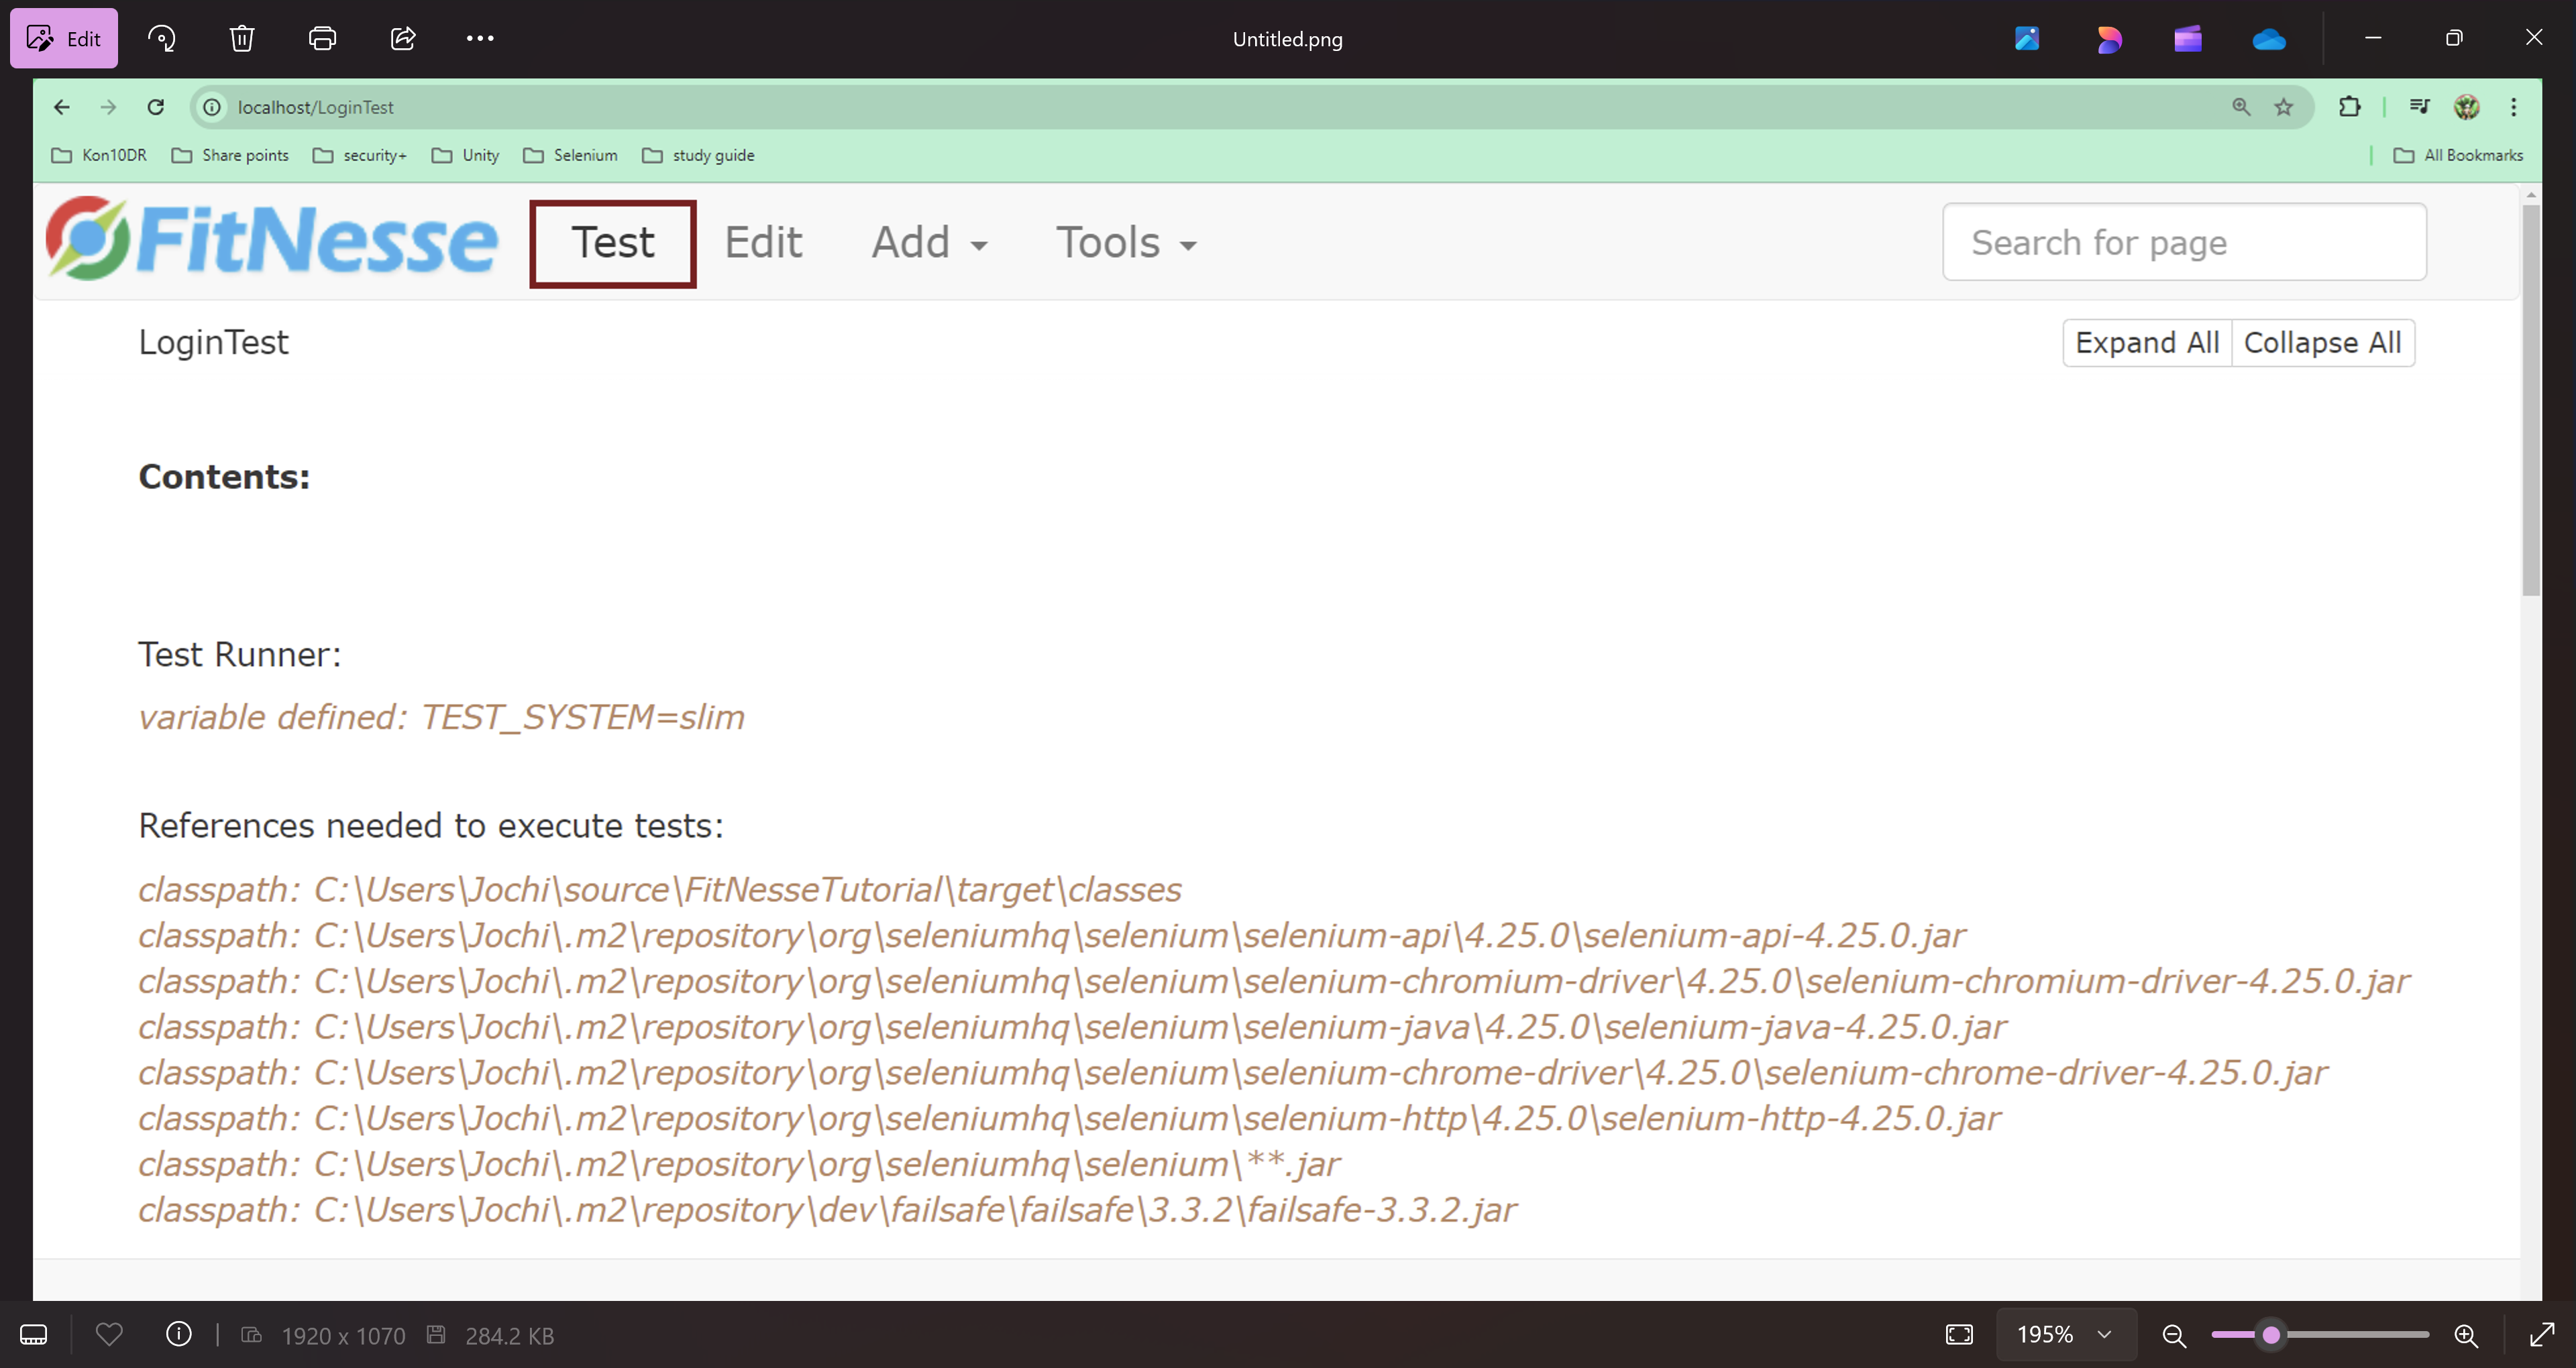 Edit
Untitled.png
localhost/LoginTest
Kon10DR Share points security+ Unity Selenium study guide All Bookmarks
FitNesse Test Edit Add Tools Search for page
LoginTest Expand All Collapse All
Contents:
Test Runner:
variable defined: TEST_SYSTEM=slim
References needed to execute tests:
classpath: C:\Users\Jochi\source\FitNesseTutorial\target\classes
classpath: C:\Users\Jochi\.m2\repository\org\seleniumhq\selenium\selenium-api\4.25.0\selenium-api-4.25.0.jar
classpath: C:\Users\Jochi\.m2\repository\org\seleniumhq\selenium\selenium-chromium-driver\4.25.0\selenium-chromium-driver-4.25.0.jar
classpath: C:\Users\Jochi\.m2\repository\org\seleniumhq\selenium\selenium-java\4.25.0\selenium-java-4.25.0.jar
classpath: C:\Users\Jochi\.m2\repository\org\seleniumhq\selenium\selenium-chrome-driver\4.25.0\selenium-chrome-driver-4.25.0.jar
classpath: C:\Users\Jochi\.m2\repository\org\seleniumhq\selenium\selenium-http\4.25.0\selenium-http-4.25.0.jar
classpath: C:\Users\Jochi\.m2\repository\org\seleniumhq\selenium\**.jar
classpath: C:\Users\Jochi\.m2\repository\dev\failsafe\failsafe\3.3.2\failsafe-3.3.2.jar
1920 x 1070 284.2 KB 195%